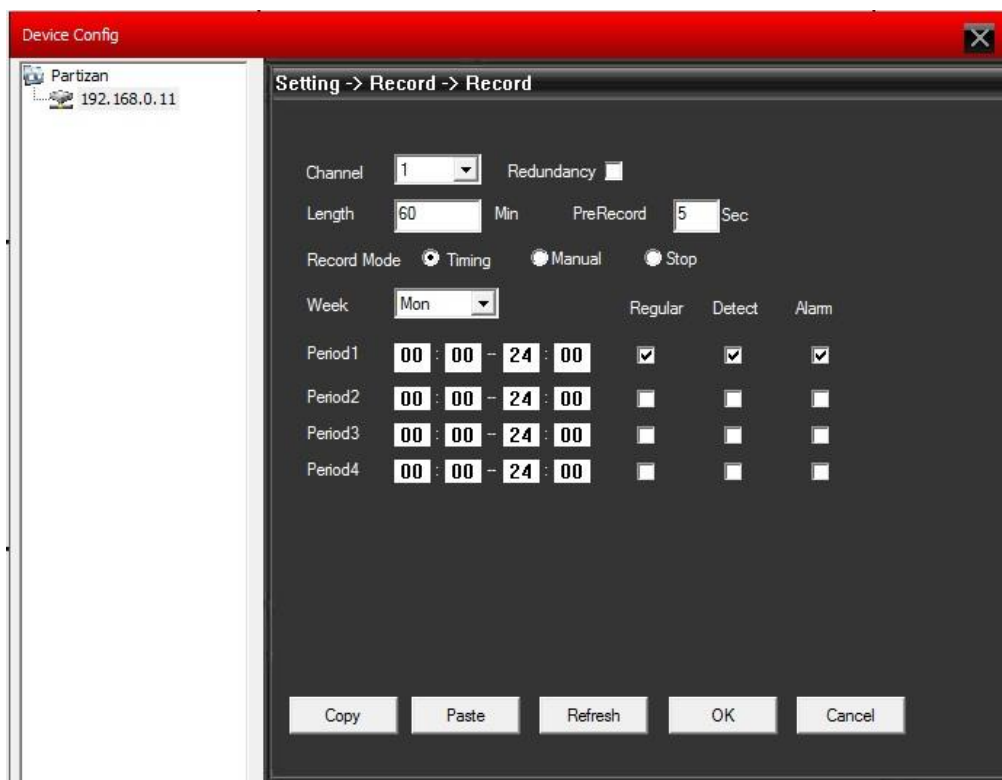 Device Config
Partizan
192.168.0.11
Setting -> Record -> Record
Channel 1 Redundancy
Length 60 Min PreRecord 5 Sec
Record Mode Timing Manual Stop
Week Mon Regular Detect Alarm
Period1 00 : 00 - 24 : 00
Period2 00 : 00 - 24 : 00
Period3 00 : 00 - 24 : 00
Period4 00 : 00 - 24 : 00
Copy Paste Refresh OK Cancel